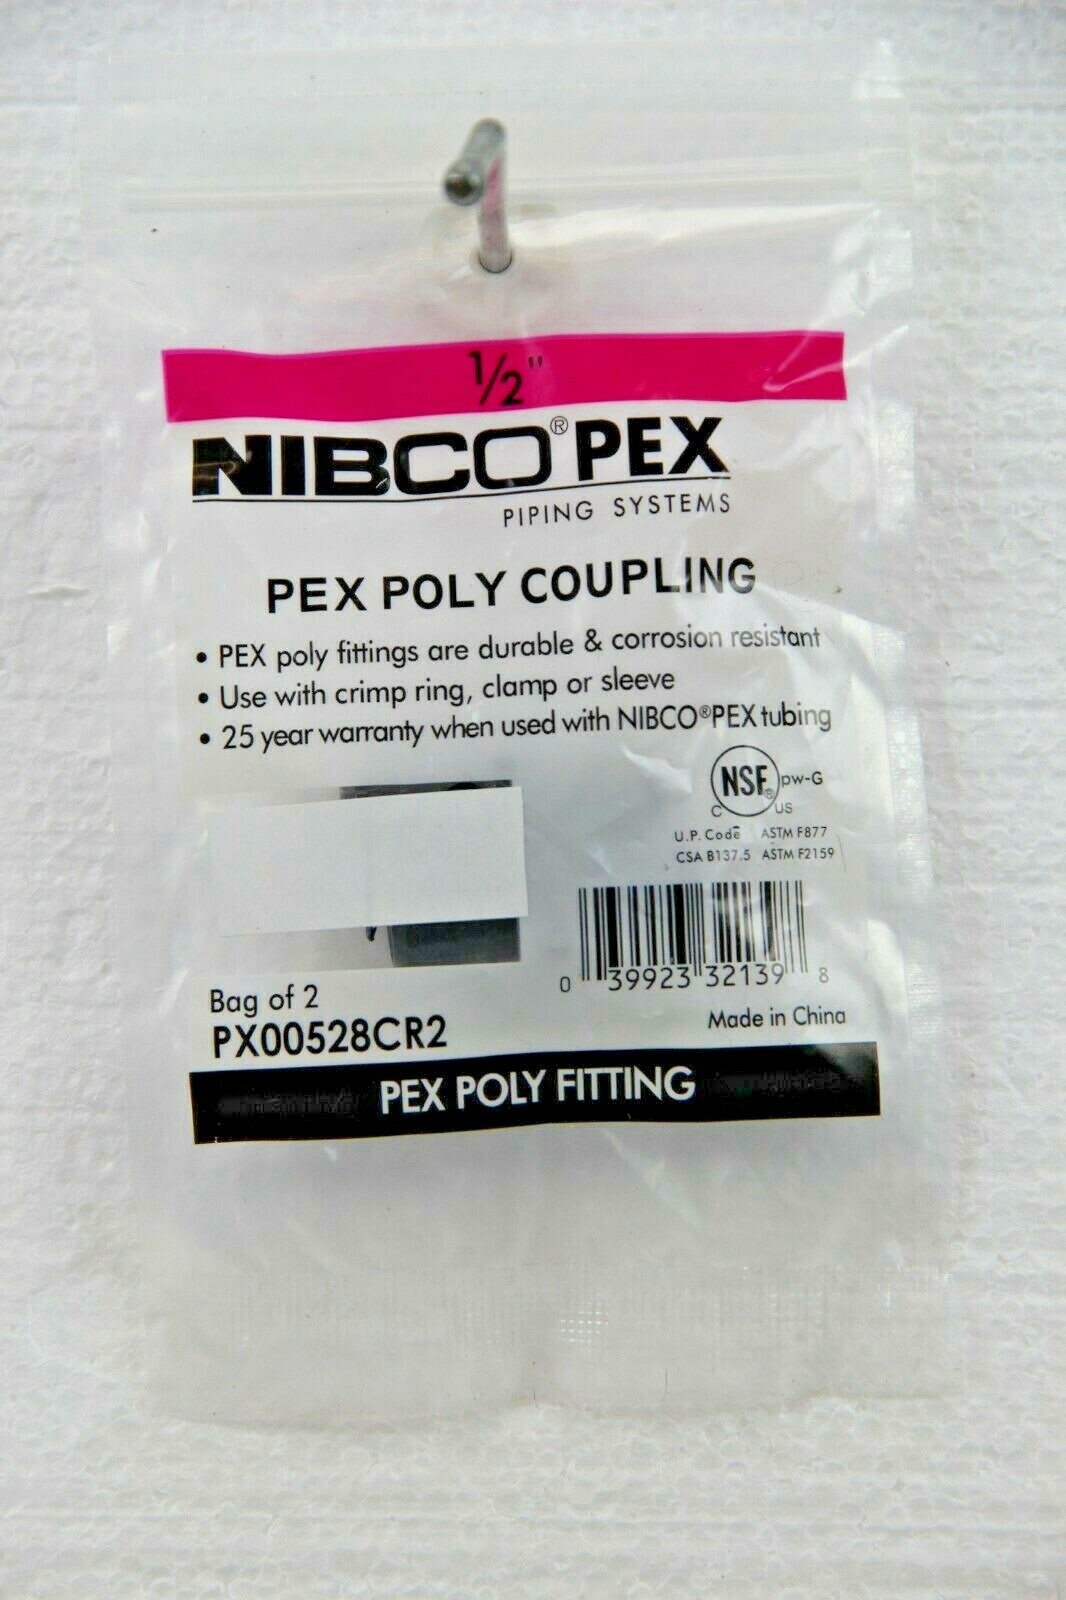 1/2"
NIBCO® PEX
PIPING SYSTEMS
PEX POLY COUPLING
• PEX poly fittings are durable & corrosion resistant
• Use with crimp ring, clamp or sleeve
• 25 year warranty when used with NIBCO®PEX tubing
NSF® pw-G
C US
U.P. Code ASTM F877
CSA B137.5 ASTM F2159
0 39923 32139 8
Bag of 2
PX00528CR2
Made in China
PEX POLY FITTING